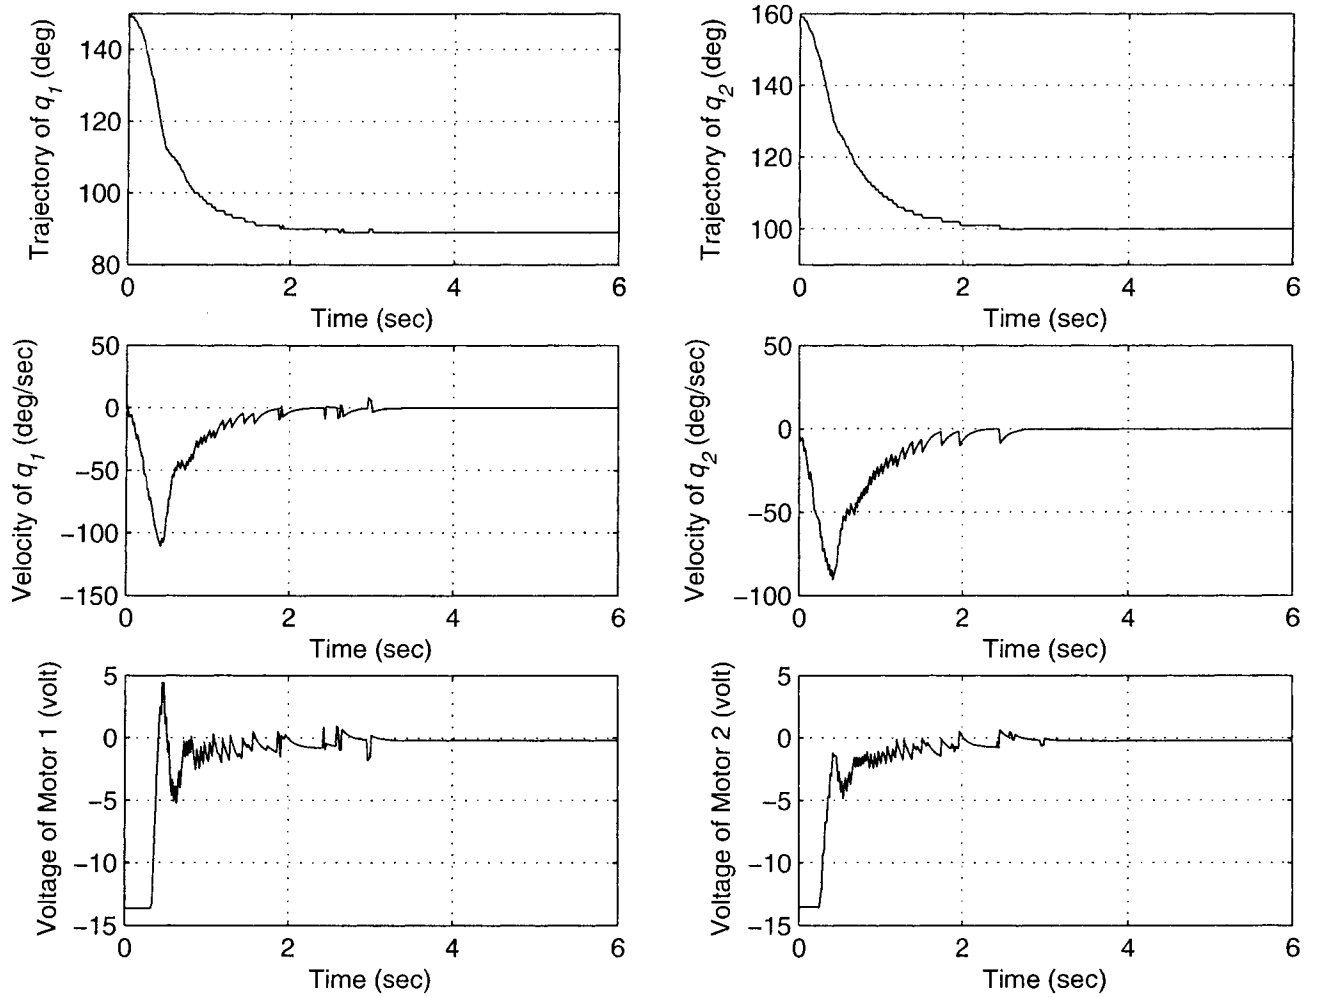 Trajectory of q1 (deg)
140
120
100
80
0 2 4 6
Time (sec)
Trajectory of q2 (deg)
160
140
120
100
0 2 4 6
Time (sec)
Velocity of q1 (deg/sec)
50
0
−50
−100
−150
0 2 4 6
Time (sec)
Velocity of q2 (deg/sec)
50
0
−50
−100
0 2 4 6
Time (sec)
Voltage of Motor 1 (volt)
5
0
−5
−10
−15
0 2 4 6
Time (sec)
Voltage of Motor 2 (volt)
5
0
−5
−10
−15
0 2 4 6
Time (sec)